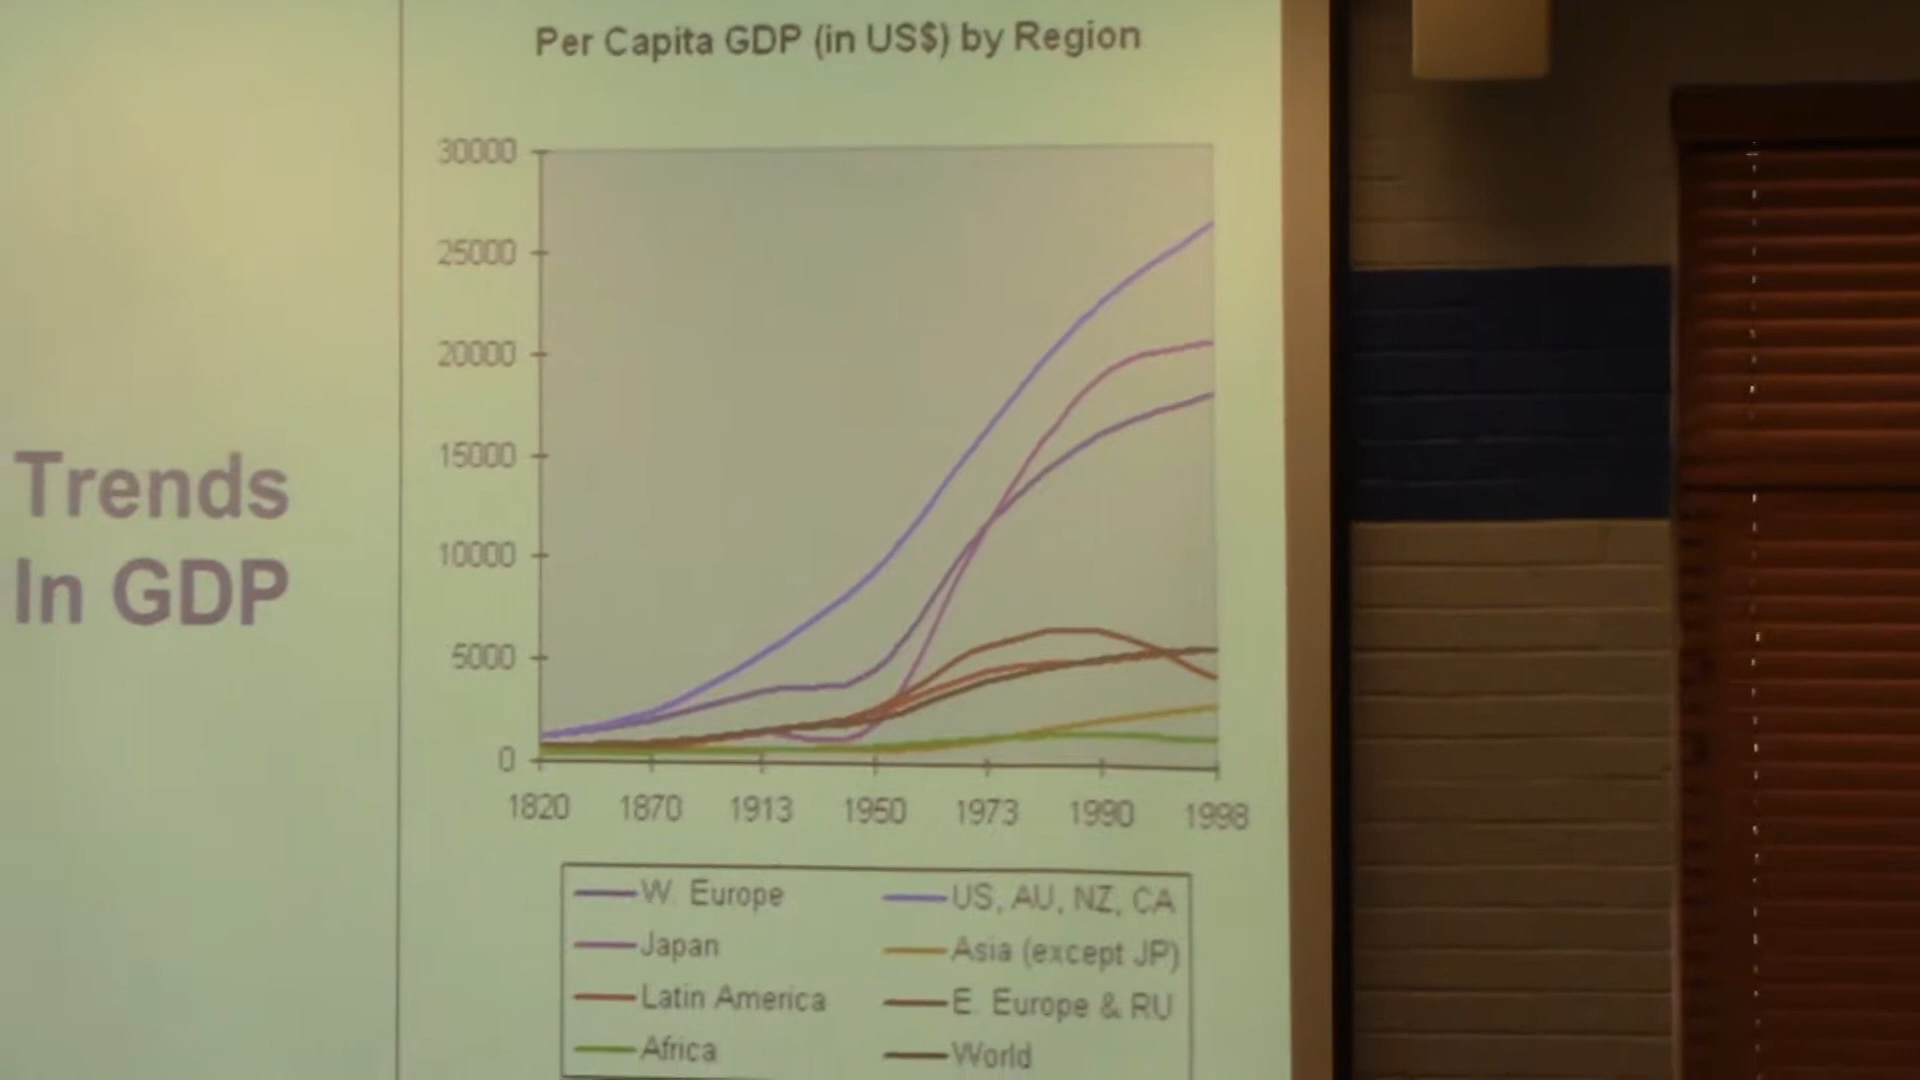 Per Capita GDP (in US$) by Region
Trends
In GDP
30000
25000
20000
15000
10000
5000
0
1820 1870 1913 1950 1973 1990 1998
W. Europe US, AU, NZ, CA
Japan Asia (except JP)
Latin America E. Europe & RU
Africa World